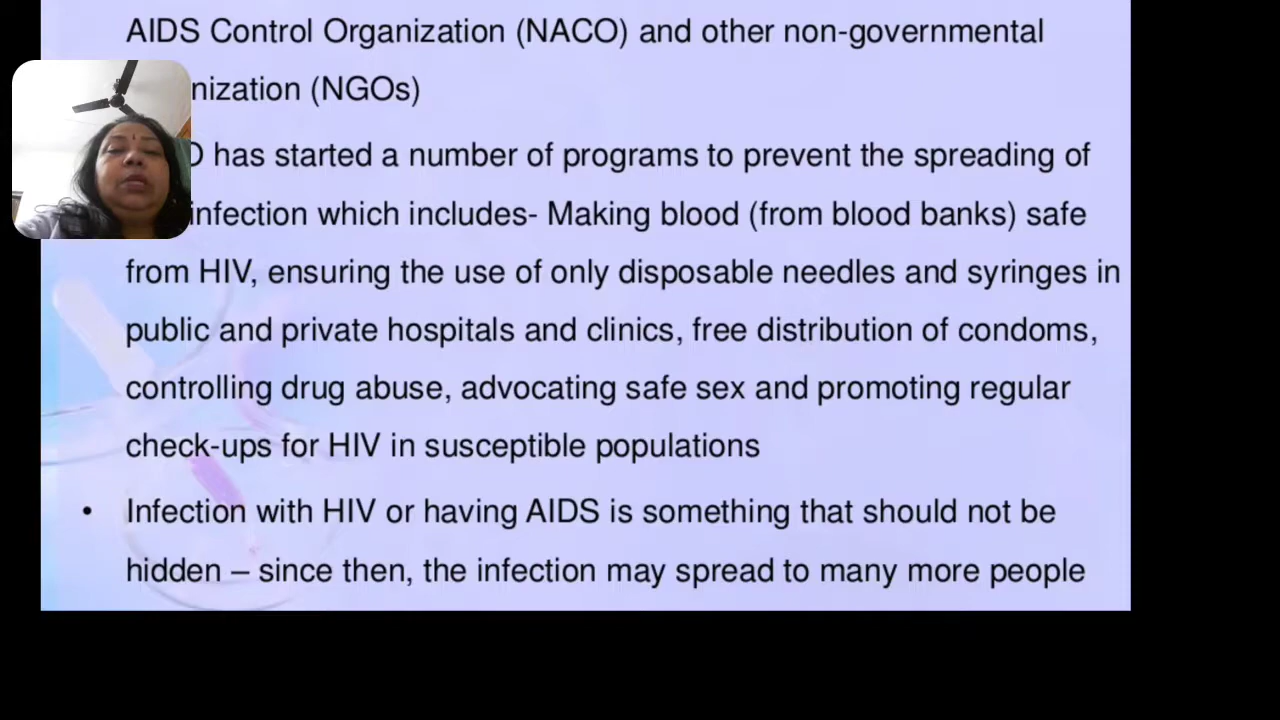 AIDS Control Organization (NACO) and other non-governmental
nization (NGOs)
O has started a number of programs to prevent the spreading of
infection which includes- Making blood (from blood banks) safe
from HIV, ensuring the use of only disposable needles and syringes in
public and private hospitals and clinics, free distribution of condoms,
controlling drug abuse, advocating safe sex and promoting regular
check-ups for HIV in susceptible populations
• Infection with HIV or having AIDS is something that should not be
hidden – since then, the infection may spread to many more people